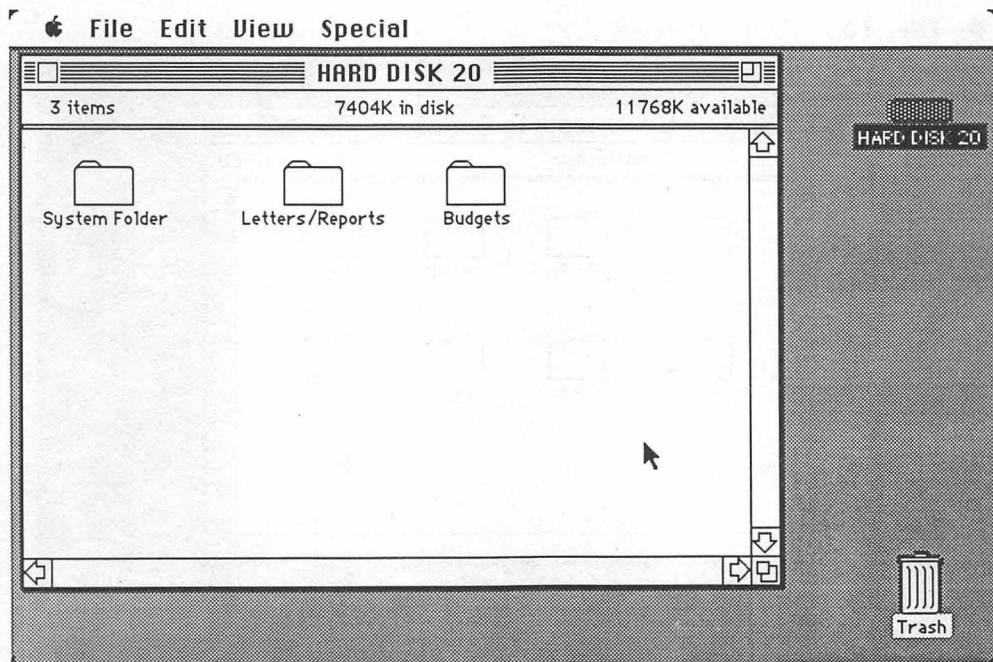 File Edit View Special
HARD DISK 20
3 items 7404K in disk 11768K available
HARD DISK 20
System Folder Letters/Reports Budgets
Trash